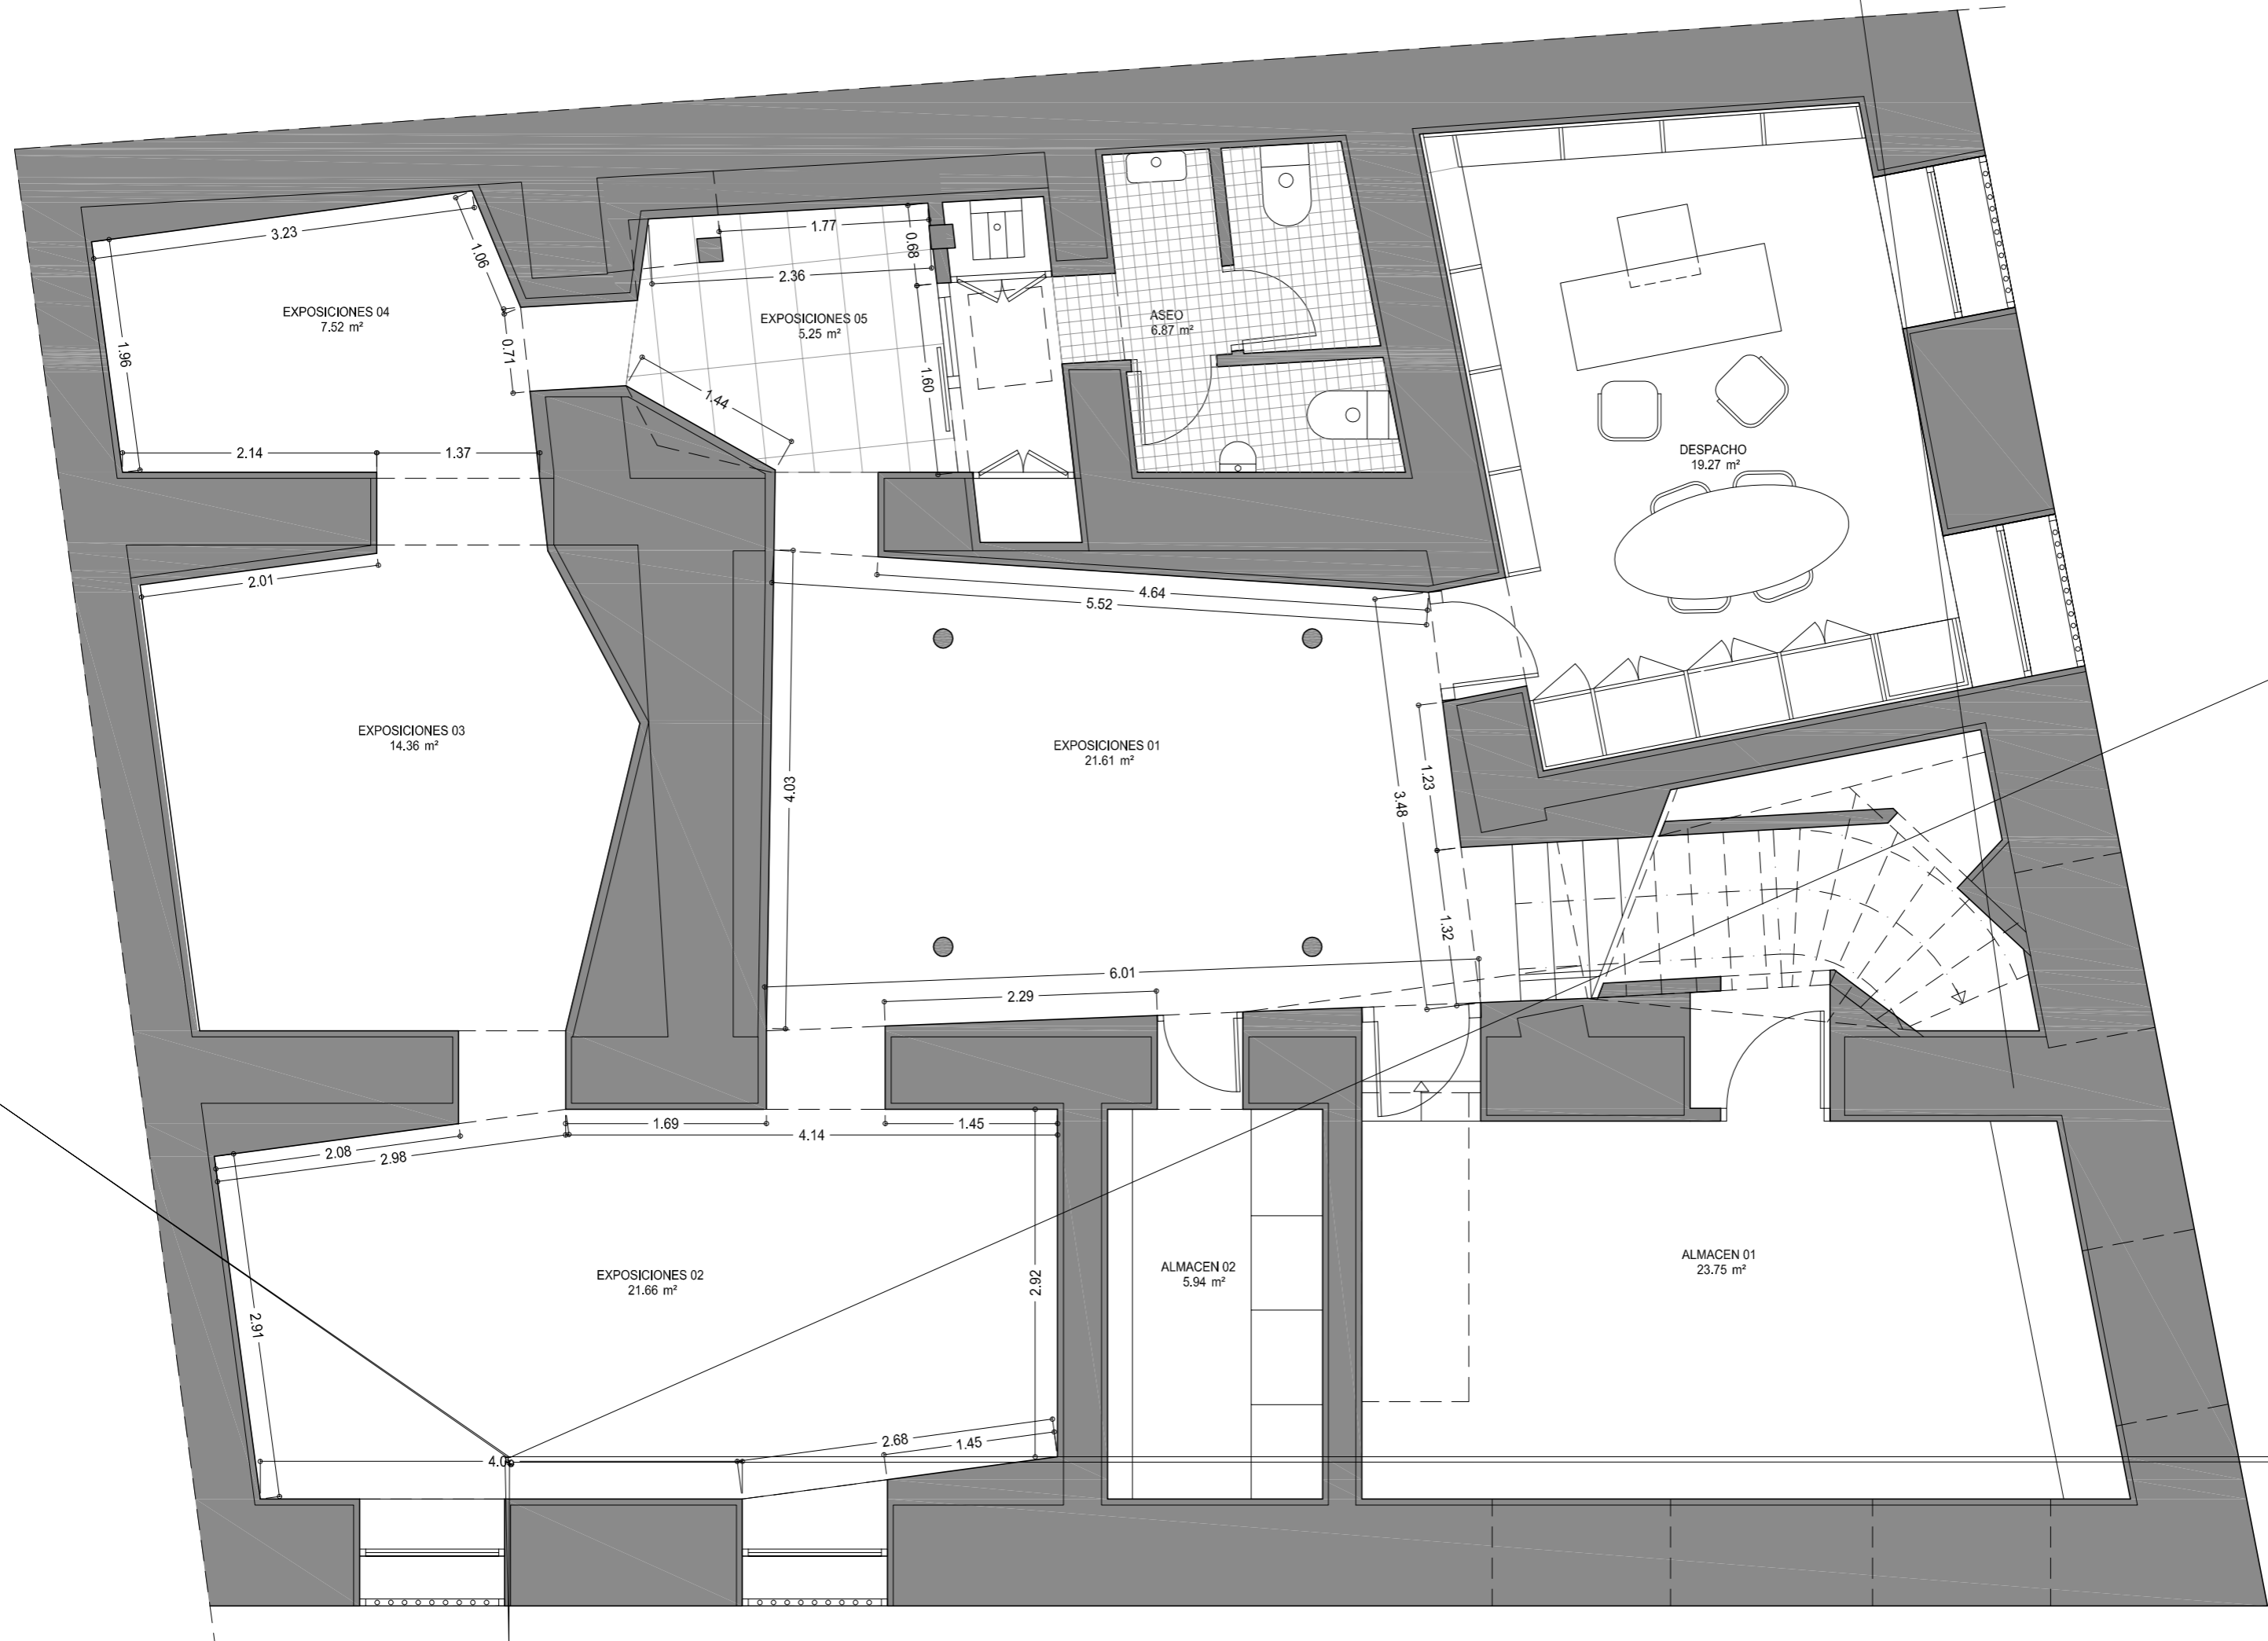 3.23
1.06
1.77
0.68
2.36
EXPOSICIONES 04
7.52 m²
EXPOSICIONES 05
5.25 m²
ASEO
6.87 m²
1.96
0.71
1.44
1.60
2.14
1.37
DESPACHO
19.27 m²
2.01
4.64
5.52
EXPOSICIONES 03
14.36 m²
EXPOSICIONES 01
21.61 m²
4.03
3.48
1.23
1.32
6.01
2.29
1.69
4.14
1.45
2.08
2.98
EXPOSICIONES 02
21.66 m²
2.91
2.92
ALMACEN 02
5.94 m²
ALMACEN 01
23.75 m²
2.68
1.45